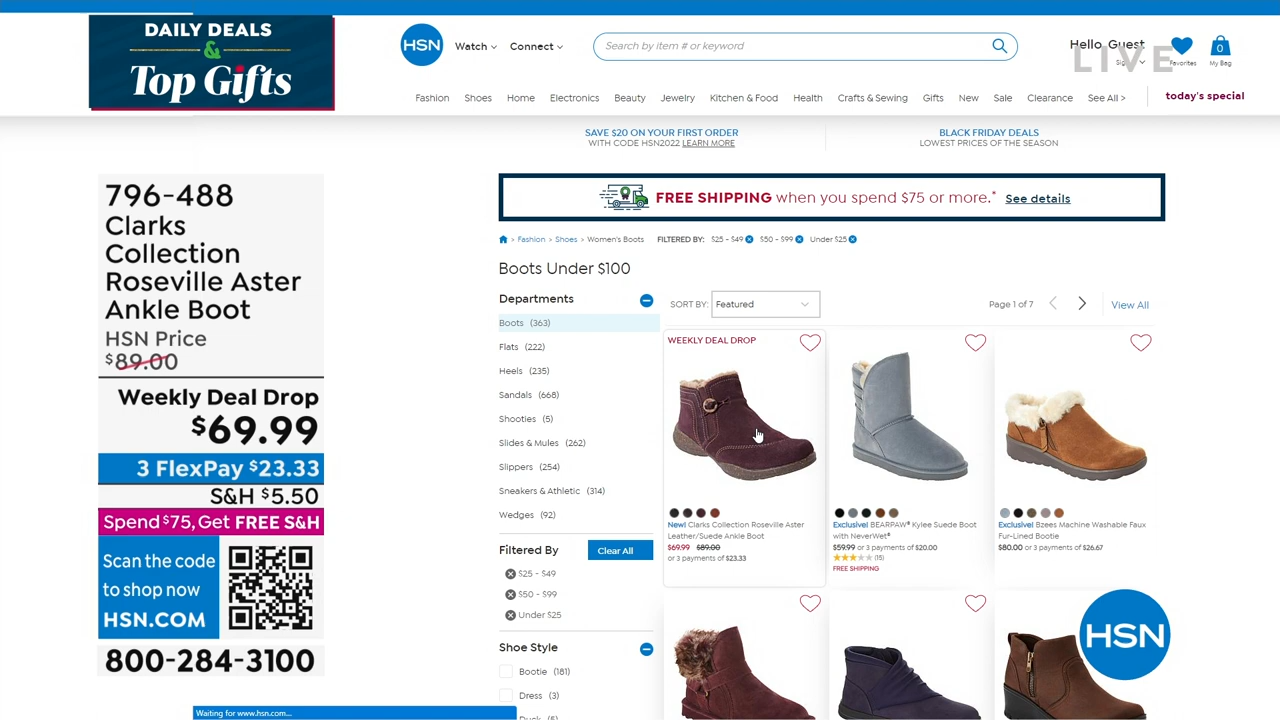 DAILY DEALS
&
Top Gifts
HSN
Watch
Connect
Search by item # or keyword
Hello, Guest
LIVE
Favorites
0
My Bag
Fashion
Shoes
Home
Electronics
Beauty
Jewelry
Kitchen & Food
Health
Crafts & Sewing
Gifts
New
Sale
Clearance
See All >
today's special
SAVE $20 ON YOUR FIRST ORDER
WITH CODE HSN2022 LEARN MORE
BLACK FRIDAY DEALS
LOWEST PRICES OF THE SEASON
796-488
Clarks
Collection
Roseville Aster
Ankle Boot
HSN Price
$89.00
Weekly Deal Drop
$69.99
3 FlexPay $23.33
S&H $5.50
Spend $75, Get FREE S&H
Scan the code
to shop now
HSN.COM
800-284-3100
FREE SHIPPING when you spend $75 or more.* See details
> Fashion > Shoes > Women's Boots FILTERED BY: $25 - $49 $50 - $99 Under $25
Boots Under $100
Departments
Boots (363)
Flats (222)
Heels (235)
Sandals (668)
Shooties (5)
Slides & Mules (262)
Slippers (254)
Sneakers & Athletic (314)
Wedges (92)
Filtered By
Clear All
$25 - $49
$50 - $99
Under $25
Shoe Style
Bootie (181)
Dress (3)
SORT BY: Featured
Page 1 of 7
View All
WEEKLY DEAL DROP
New! Clarks Collection Roseville Aster
Leather/Suede Ankle Boot
$69.99 $89.00
or 3 payments of $23.33
Exclusive! BEARPAW® Kylee Suede Boot
with NeverWet®
$59.99 or 3 payments of $20.00
(15)
FREE SHIPPING
Exclusive! Bzees Machine Washable Faux
Fur-Lined Bootie
$80.00 or 3 payments of $26.67
HSN
Waiting for www.hsn.com...